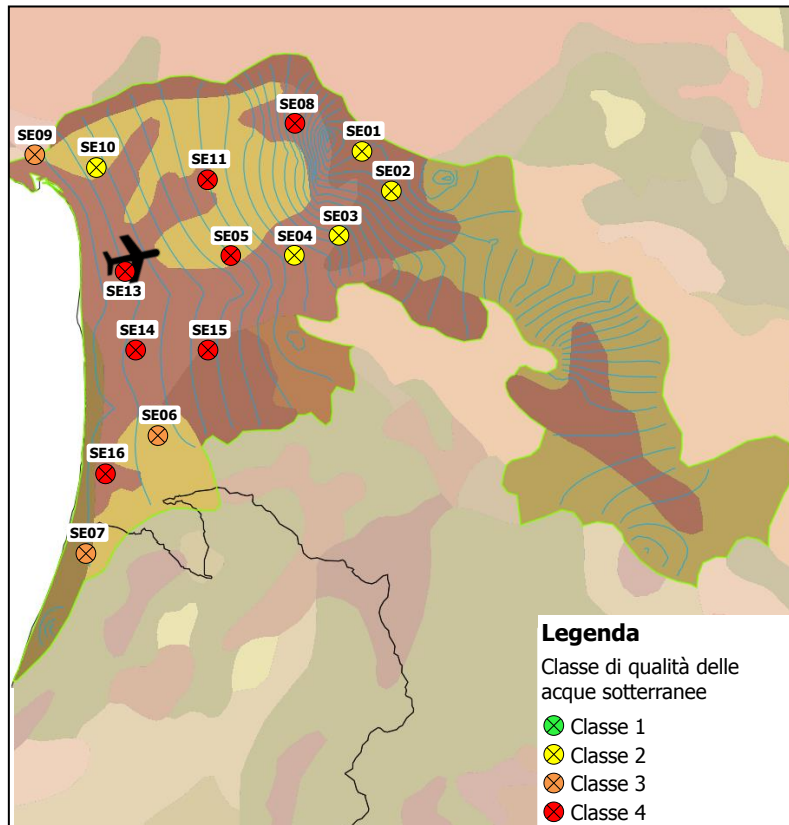 SE08
SE01
SE09
SE10
SE11
SE02
SE03
SE05
SE04
SE13
SE14
SE15
SE06
SE16
SE07
Legenda
Classe di qualità delle
acque sotterranee
Classe 1
Classe 2
Classe 3
Classe 4